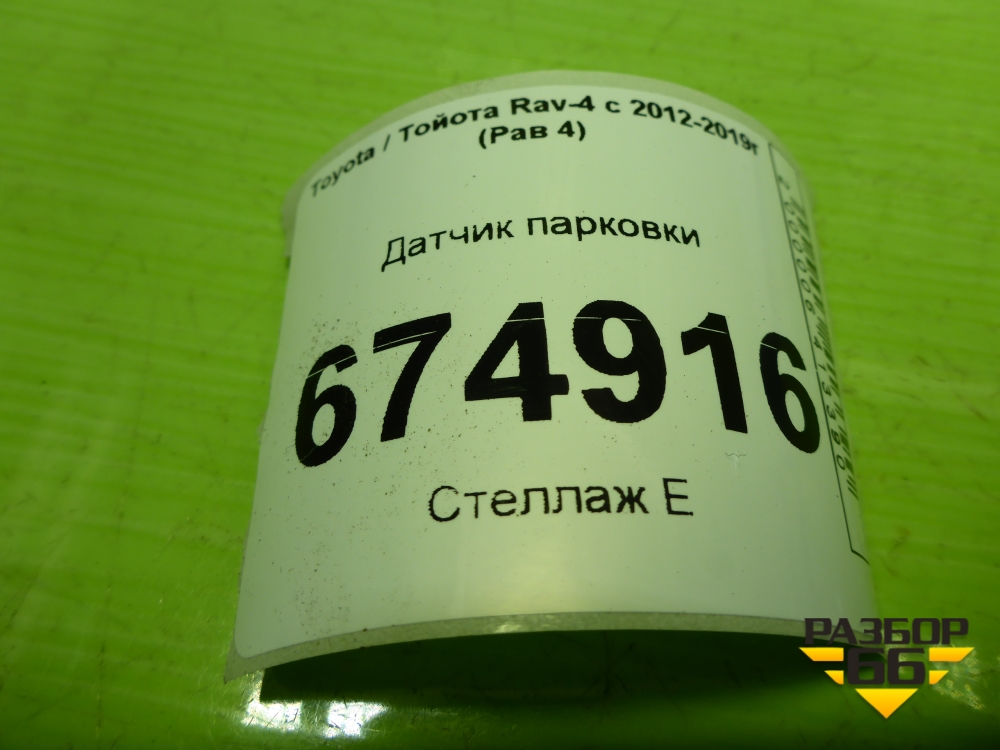 Toyota / Тойота Rav-4 с 2012-2019г
(Рав 4)
Датчик парковки
674916
Стеллаж Е
РАЗБОР
66